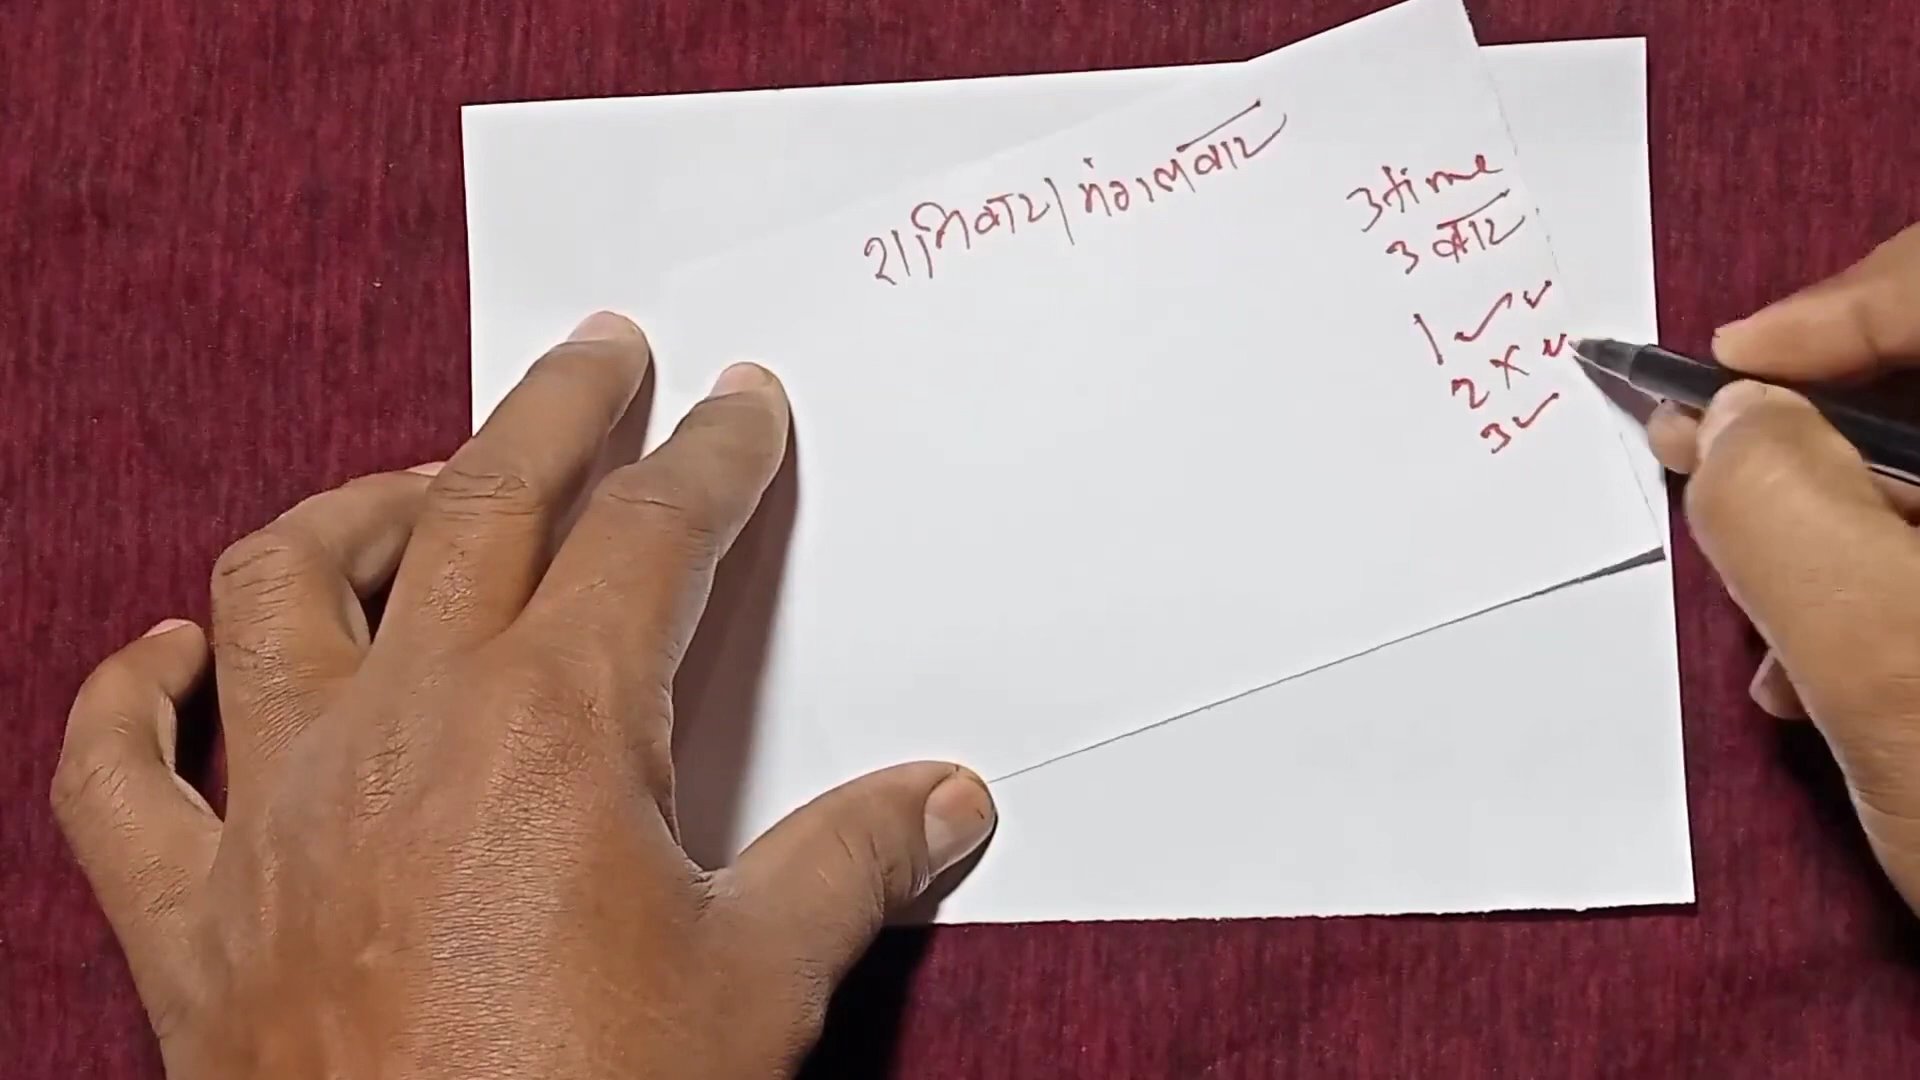 शनिवार/मंगलवार
3 time
3 बार
1 ✓ ✓
2 × ✓
3 ✓